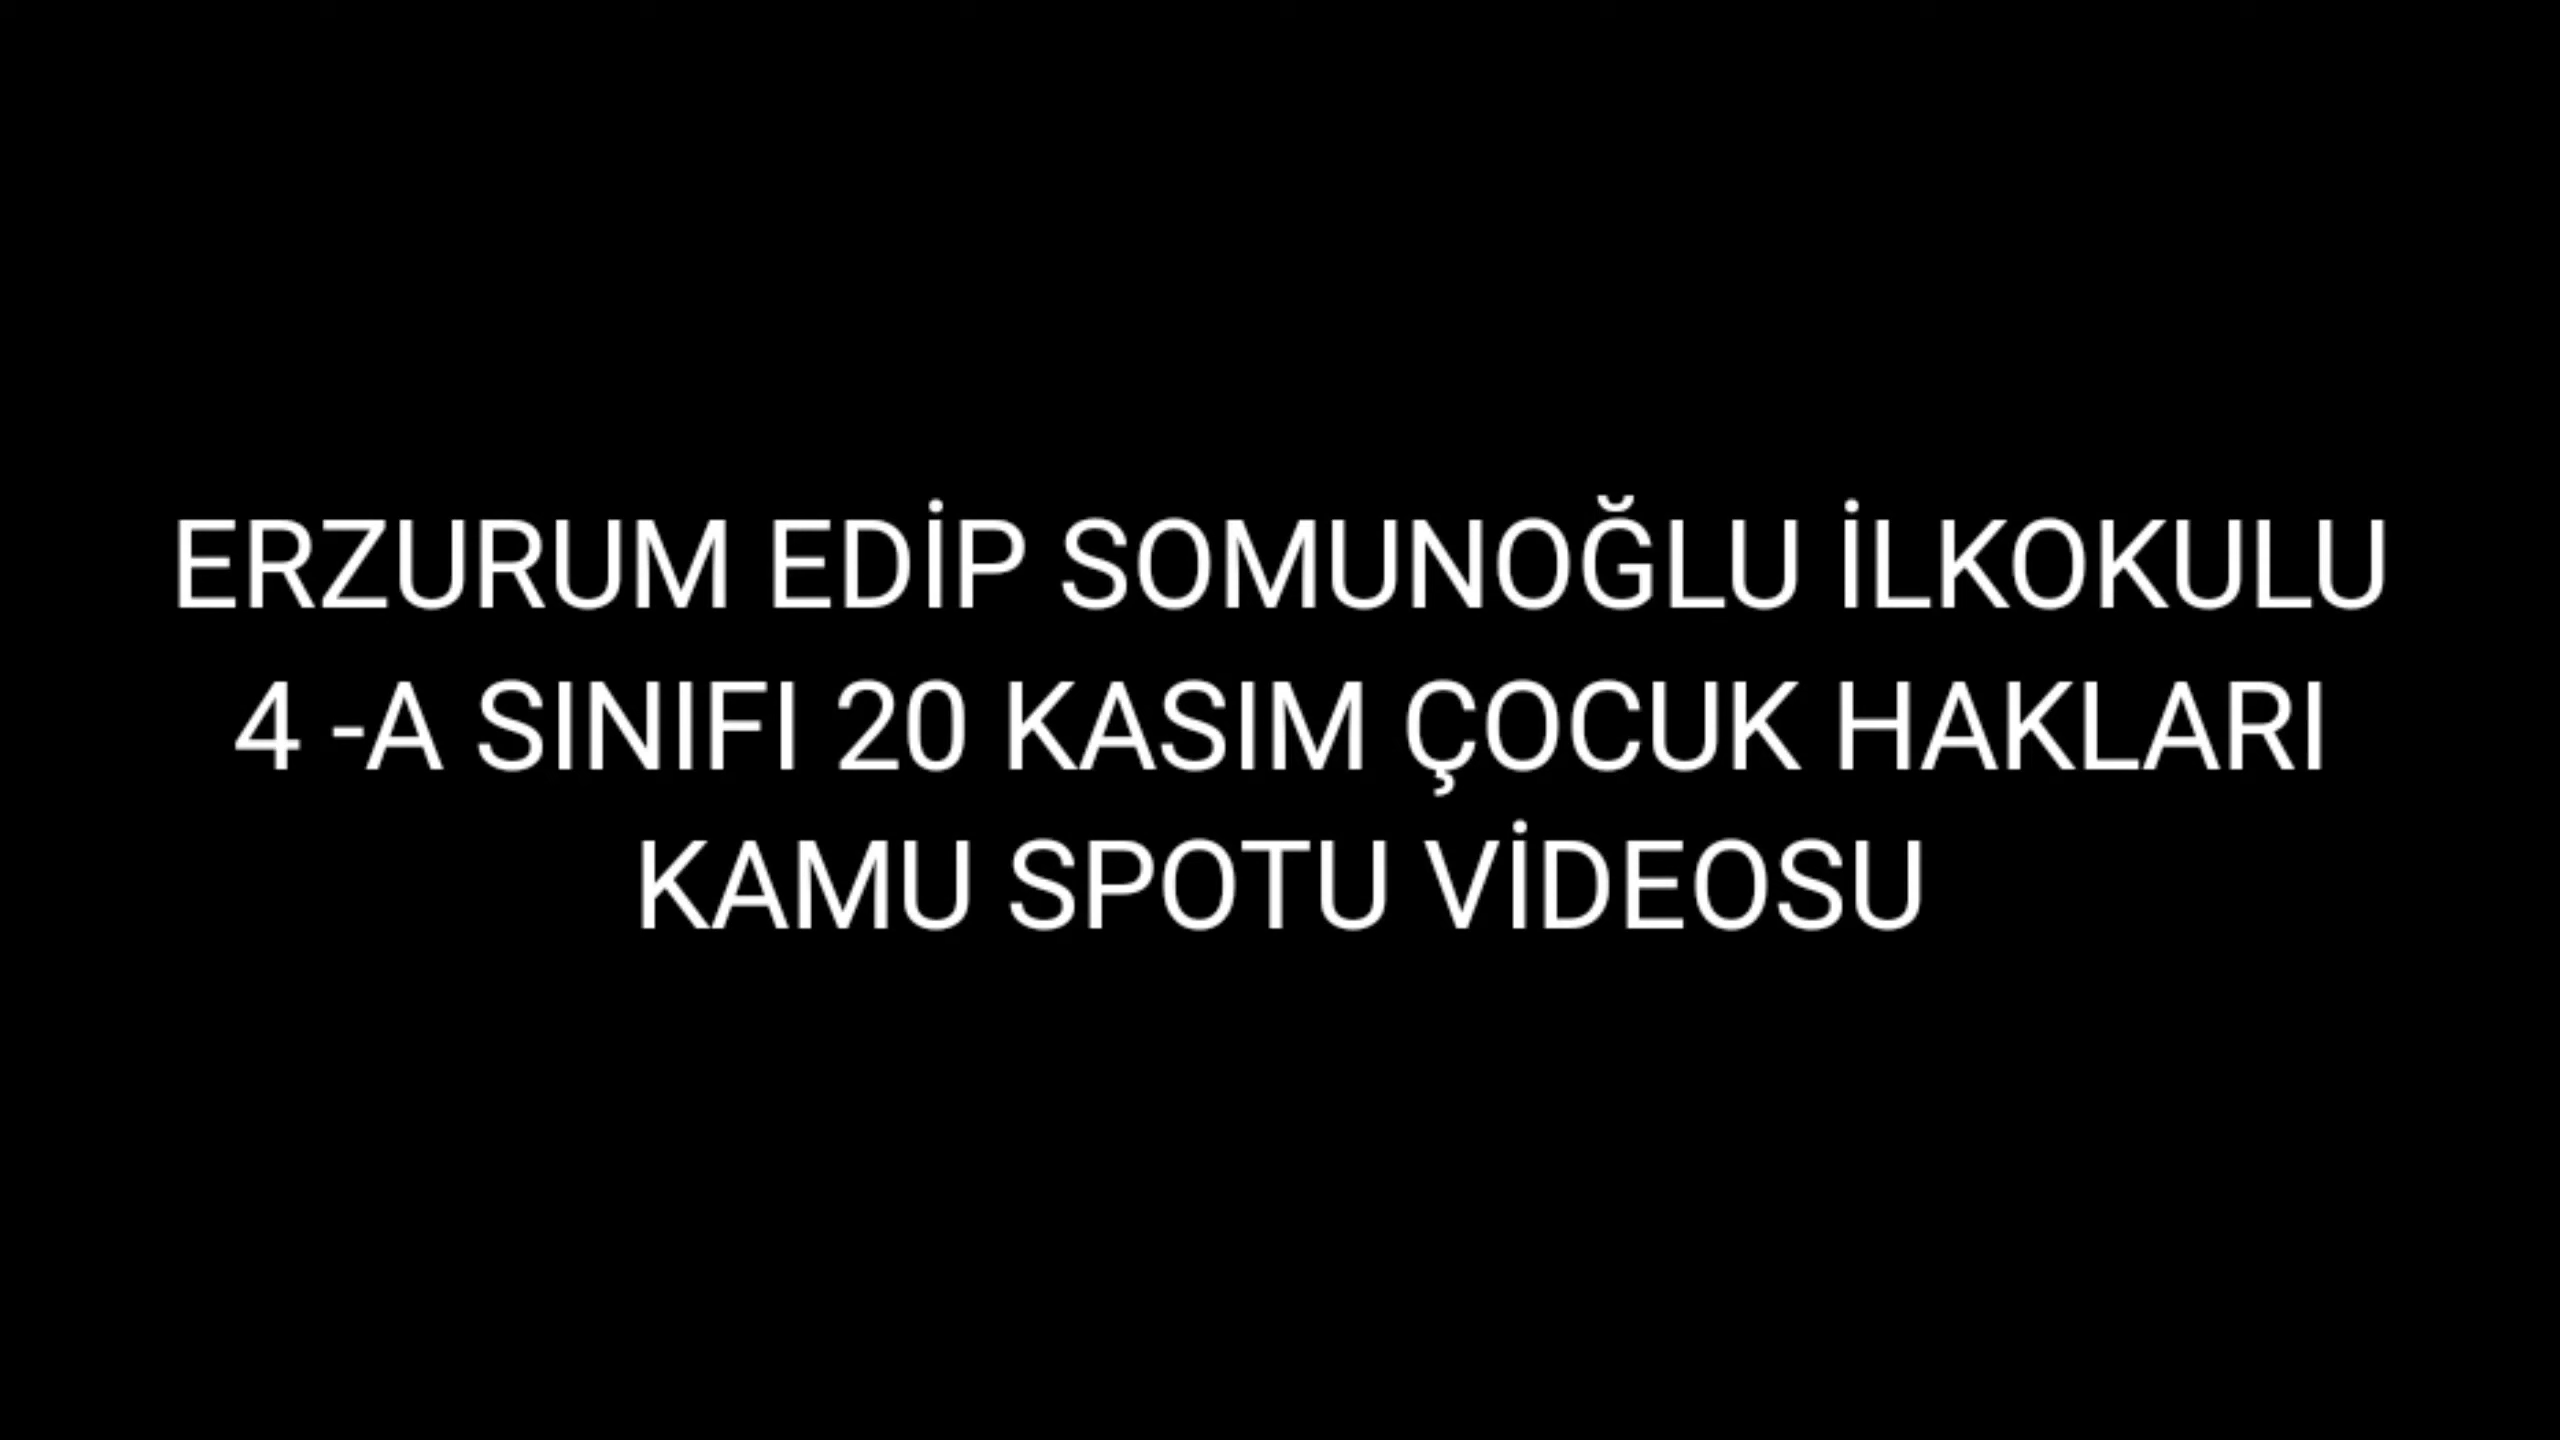 ERZURUM EDİP SOMUNOĞLU İLKOKULU
4 -A SINIFI 20 KASIM ÇOCUK HAKLARI
KAMU SPOTU VİDEOSU